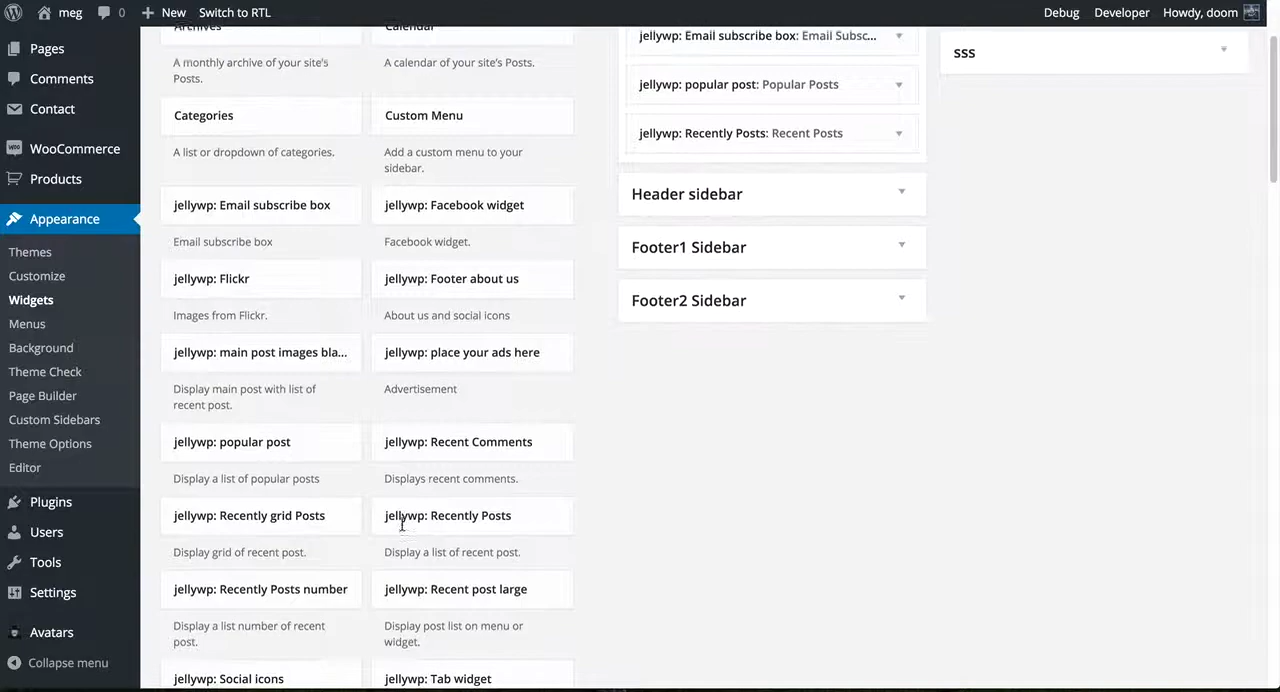 meg
0
New
Switch to RTL
Debug
Developer
Howdy, doom
Pages
Comments
Contact
WooCommerce
Products
Appearance
Themes
Customize
Widgets
Menus
Background
Theme Check
Page Builder
Custom Sidebars
Theme Options
Editor
Plugins
Users
Tools
Settings
Avatars
Collapse menu
Archives
Calendar
A monthly archive of your site's
Posts.
A calendar of your site's Posts.
Categories
Custom Menu
A list or dropdown of categories.
Add a custom menu to your
sidebar.
jellywp: Email subscribe box
jellywp: Facebook widget
Email subscribe box
Facebook widget.
jellywp: Flickr
jellywp: Footer about us
Images from Flickr.
About us and social icons
jellywp: main post images bla...
jellywp: place your ads here
Display main post with list of
recent post.
Advertisement
jellywp: popular post
jellywp: Recent Comments
Display a list of popular posts
Displays recent comments.
jellywp: Recently grid Posts
jellywp: Recently Posts
Display grid of recent post.
Display a list of recent post.
jellywp: Recently Posts number
jellywp: Recent post large
Display a list number of recent
post.
Display post list on menu or
widget.
jellywp: Social icons
jellywp: Tab widget
jellywp: Email subscribe box: Email Subsc...
jellywp: popular post: Popular Posts
jellywp: Recently Posts: Recent Posts
Header sidebar
Footer1 Sidebar
Footer2 Sidebar
sss